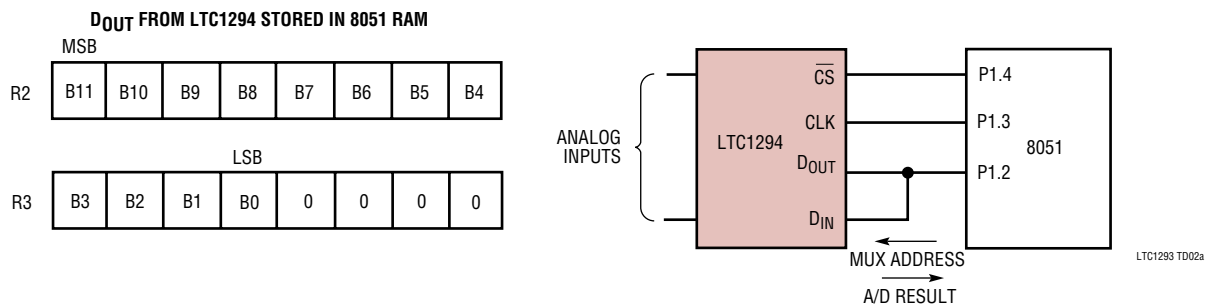 DOUT FROM LTC1294 STORED IN 8051 RAM
MSB
R2 B11 B10 B9 B8 B7 B6 B5 B4
LSB
R3 B3 B2 B1 B0 0 0 0 0
ANALOG
INPUTS
LTC1294
CS
CLK
DOUT
DIN
P1.4
P1.3
P1.2
8051
MUX ADDRESS
A/D RESULT
LTC1293 TD02a